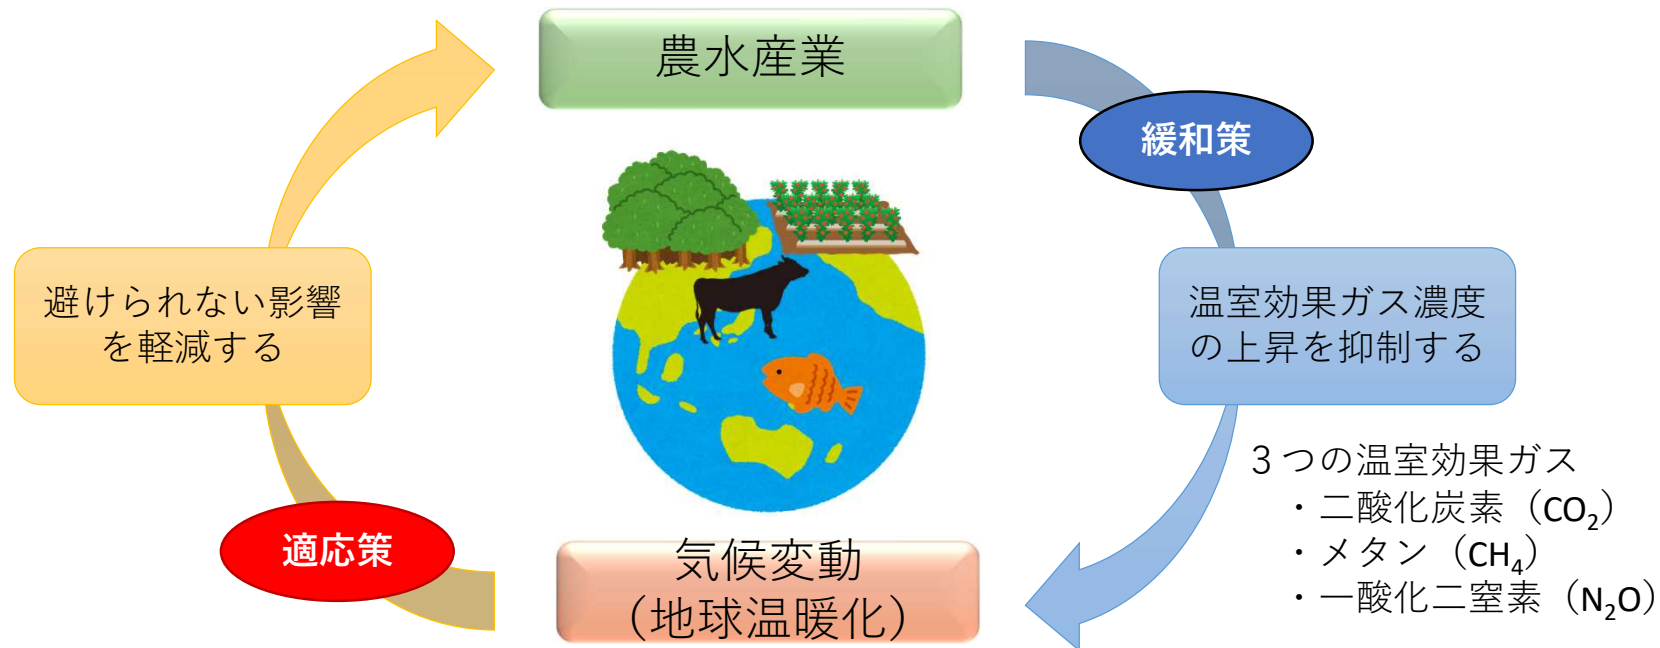 農水産業
緩和策
避けられない影響
を軽減する
温室効果ガス濃度
の上昇を抑制する
３つの温室効果ガス
・二酸化炭素（CO₂）
・メタン（CH₄）
・一酸化二窒素（N₂O）
適応策
気候変動
（地球温暖化）